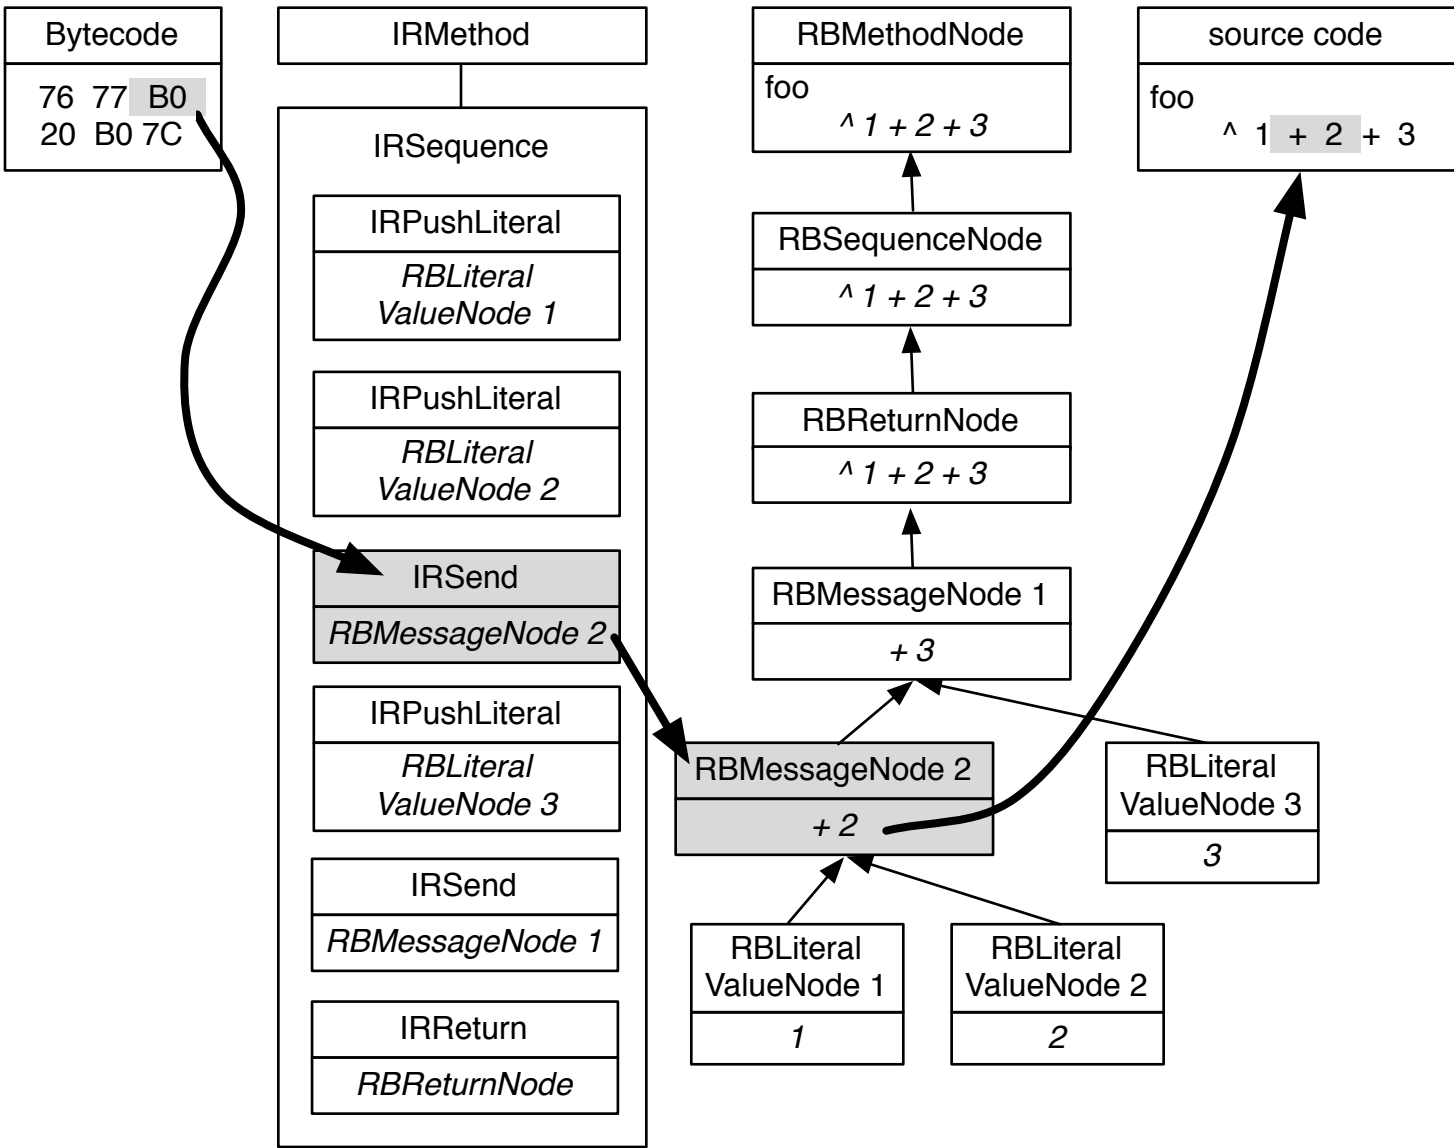 Bytecode
76 77 B0
20 B0 7C
IRMethod
IRSequence
IRPushLiteral
RBLiteral
ValueNode 1
IRPushLiteral
RBLiteral
ValueNode 2
IRSend
RBMessageNode 2
IRPushLiteral
RBLiteral
ValueNode 3
IRSend
RBMessageNode 1
IRReturn
RBReturnNode
RBMethodNode
foo
^ 1 + 2 + 3
RBSequenceNode
^ 1 + 2 + 3
RBReturnNode
^ 1 + 2 + 3
RBMessageNode 1
+ 3
RBMessageNode 2
+ 2
RBLiteral
ValueNode 3
3
RBLiteral
ValueNode 1
1
RBLiteral
ValueNode 2
2
source code
foo
^ 1 + 2 + 3